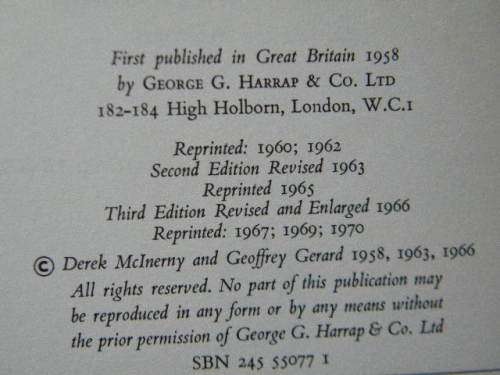 First published in Great Britain 1958
by GEORGE G. HARRAP & CO. LTD
182-184 High Holborn, London, W.C.1
Reprinted: 1960; 1962
Second Edition Revised 1963
Reprinted 1965
Third Edition Revised and Enlarged 1966
Reprinted: 1967; 1969; 1970
© Derek McInerny and Geoffrey Gerard 1958, 1963, 1966
All rights reserved. No part of this publication may
be reproduced in any form or by any means without
the prior permission of George G. Harrap & Co. Ltd
SBN 245 55077 1